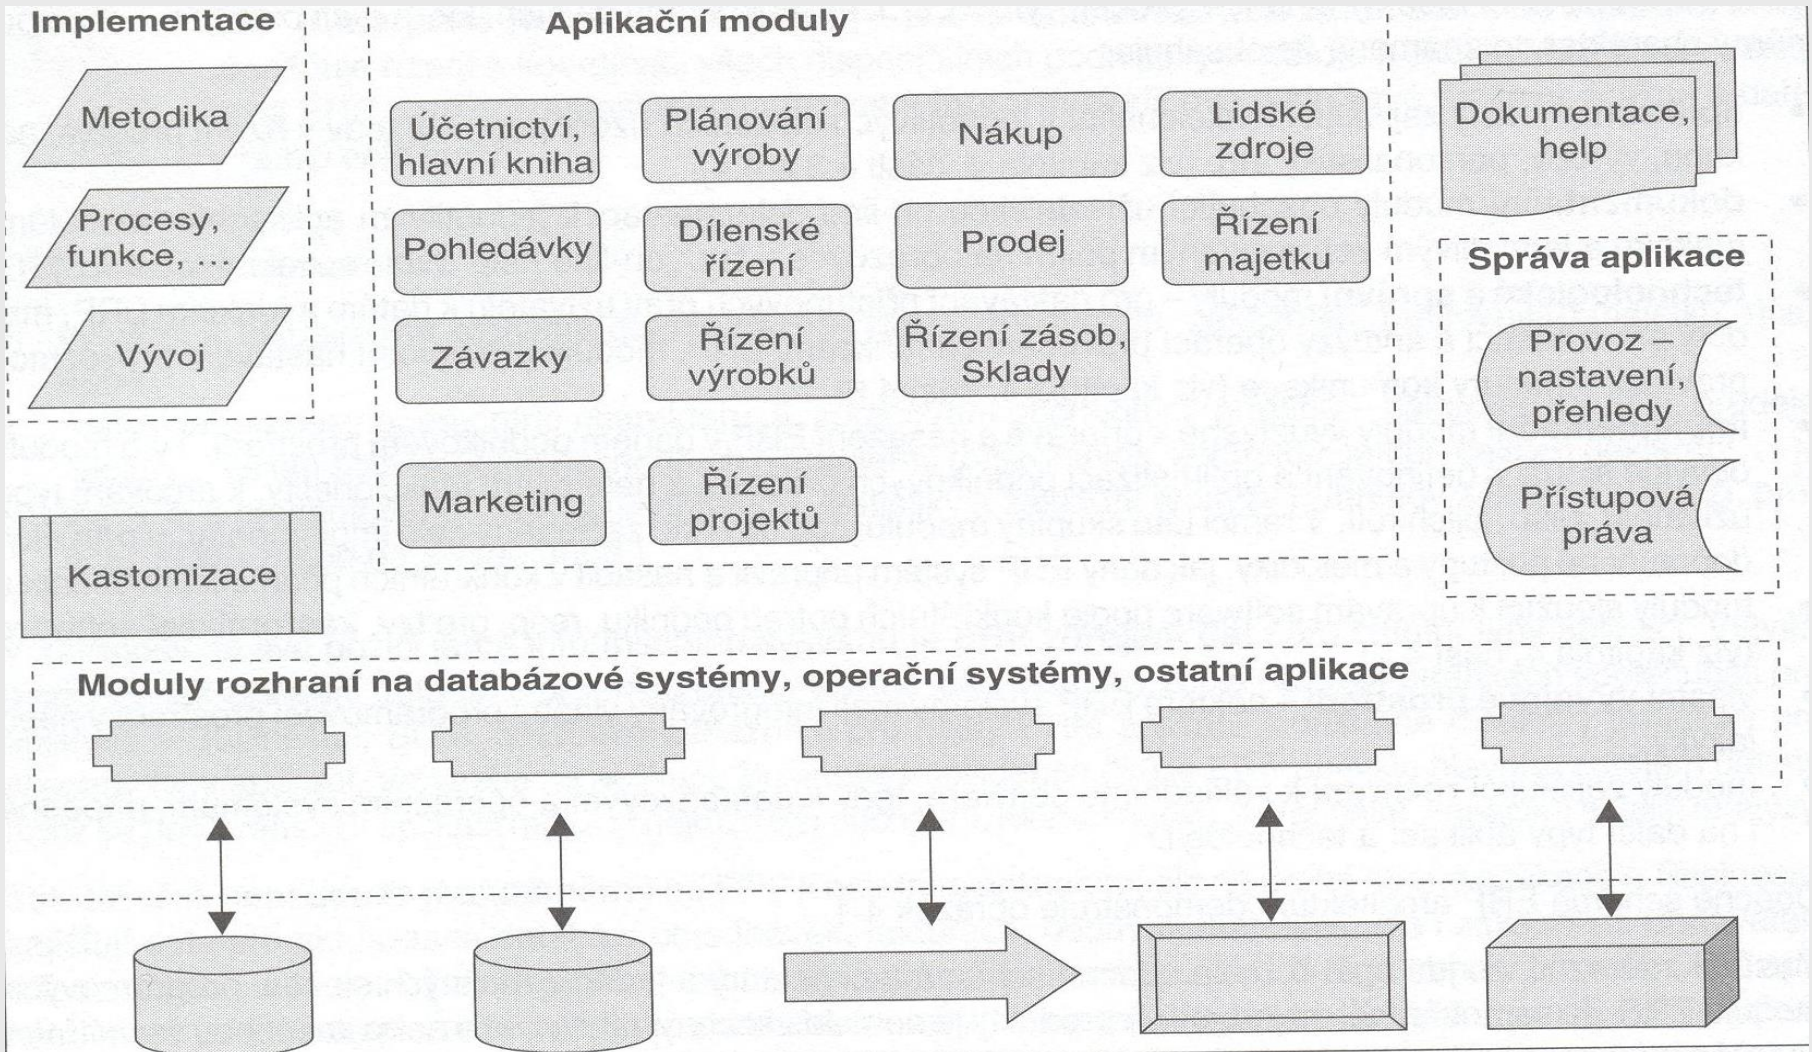 Implementace
Metodika
Procesy,
funkce, ...
Vývoj
Kastomizace
Aplikační moduly
Účetnictví,
hlavní kniha
Plánování
výroby
Nákup
Lidské
zdroje
Pohledávky
Dílenské
řízení
Prodej
Řízení
majetku
Závazky
Řízení
výrobků
Řízení zásob,
Sklady
Marketing
Řízení
projektů
Dokumentace,
help
Správa aplikace
Provoz –
nastavení,
přehledy
Přístupová
práva
Moduly rozhraní na databázové systémy, operační systémy, ostatní aplikace